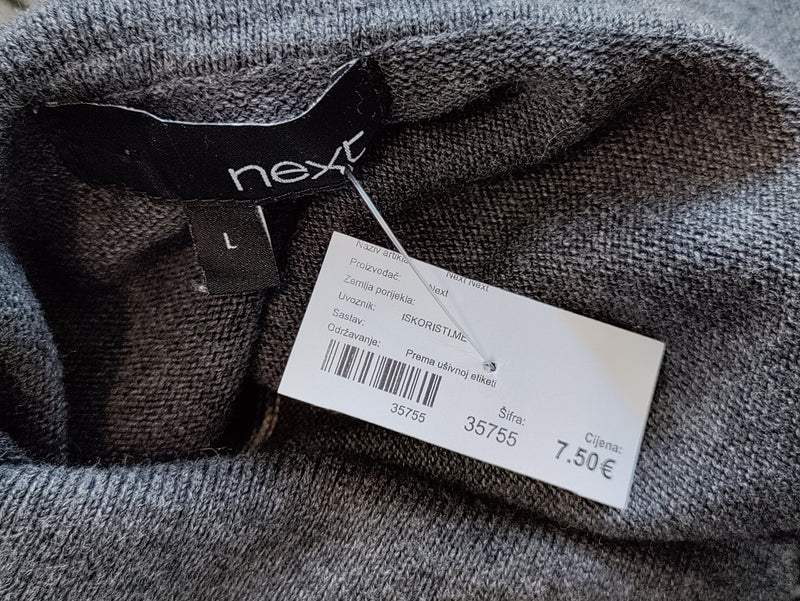 next
L
Naziv artikla: Next Next
Proizvođač: Next
Zemlja porijekla:
Uvoznik: ISKORISTI.ME
Sastav:
Održavanje: Prema ušivnoj etiketi
35755
Šifra:
35755
Cijena:
7.50€